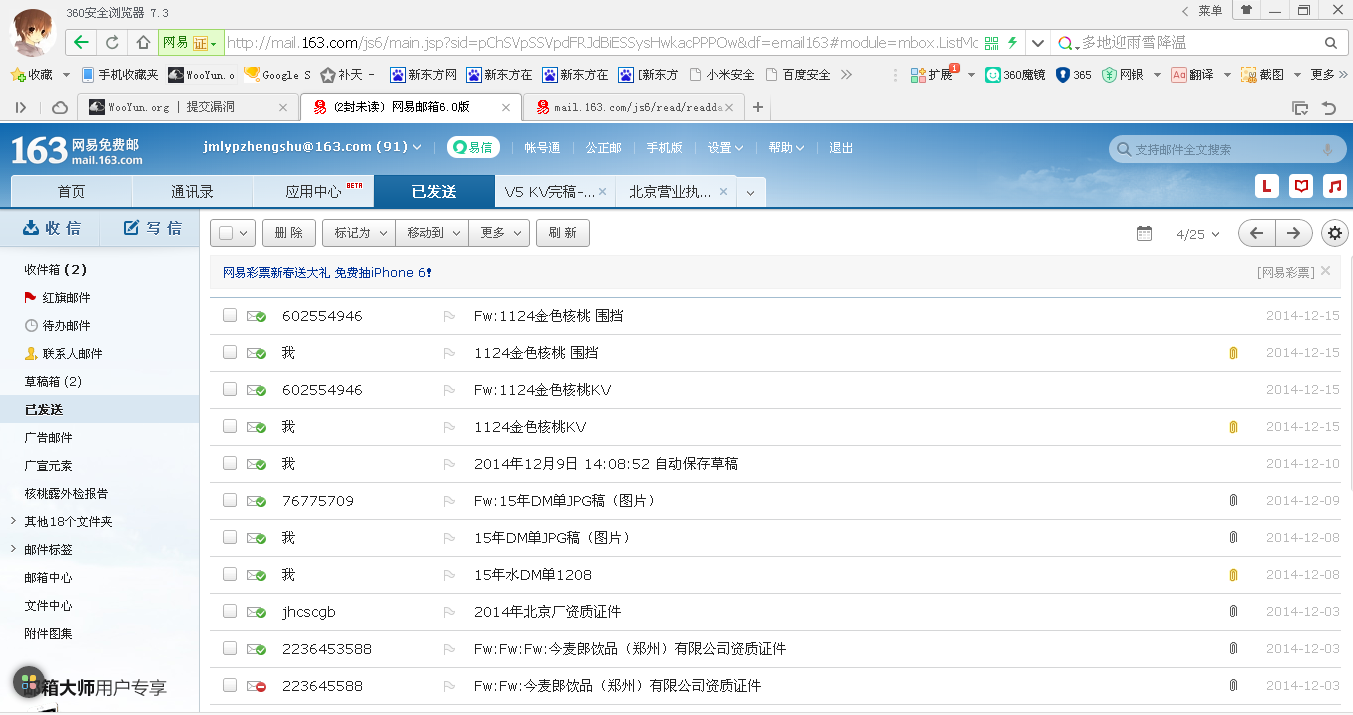 360安全浏览器 7.3 菜单
网易 证 http://mail.163.com/js6/main.jsp?sid=pChSVpSSVpdFRJdBiESSysHwkacPPPOw&df=email163#module=mbox.ListMc 多地迎雨雪降温
收藏 手机收藏夹 WooYun.o Google S 补天 - 新东方网 新东方在 新东方在 [新东方 小米安全 百度安全 扩展 1 360魔镜 365 网银 Aa 翻译 截图 更多
WooYun.org | 提交漏洞 (2封未读) 网易邮箱6.0版 mail.163.com/js6/read/readda
163 网易免费邮 mail.163.com jmlypzhengshu@163.com (91) 易信 帐号通 公正邮 手机版 设置 帮助 退出 支持邮件全文搜索
首页 通讯录 应用中心 BETA 已发送 V5 KV完稿-... 北京营业执... L
收信 写信 删除 标记为 移动到 更多 刷新 4/25
网易彩票新春送大礼 免费抽iPhone 6! [网易彩票]
收件箱 (2)
红旗邮件
待办邮件
联系人邮件
草稿箱 (2)
已发送
广告邮件
广宣元素
核桃露外检报告
其他18个文件夹
邮件标签
邮箱中心
文件中心
附件图集
邮箱大师用户专享
602554946 Fw:1124金色核桃 围挡 2014-12-15
我 1124金色核桃 围挡 2014-12-15
602554946 Fw:1124金色核桃KV 2014-12-15
我 1124金色核桃KV 2014-12-15
我 2014年12月9日 14:08:52 自动保存草稿 2014-12-10
76775709 Fw:15年DM单JPG稿（图片） 2014-12-09
我 15年DM单JPG稿（图片） 2014-12-08
我 15年水DM单1208 2014-12-08
jhcscgb 2014年北京厂资质证件 2014-12-03
2236453588 Fw:Fw:Fw:今麦郎饮品（郑州）有限公司资质证件 2014-12-03
223645588 Fw:Fw:今麦郎饮品（郑州）有限公司资质证件 2014-12-03